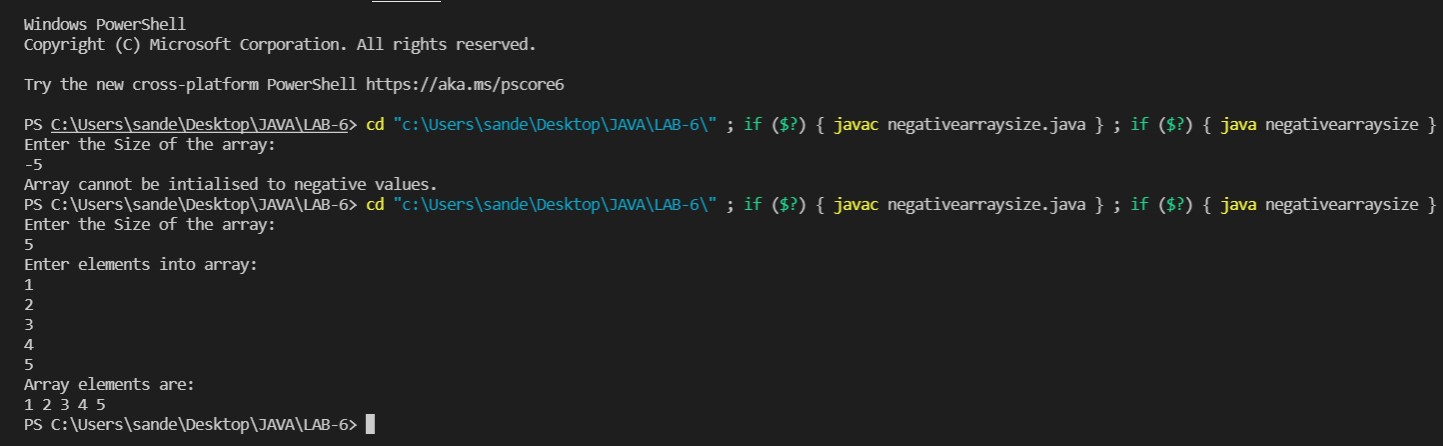 Windows PowerShell
Copyright (C) Microsoft Corporation. All rights reserved.
Try the new cross-platform PowerShell https://aka.ms/pscore6
PS C:\Users\sande\Desktop\JAVA\LAB-6> cd "c:\Users\sande\Desktop\JAVA\LAB-6\" ; if ($?) { javac negativearraysize.java } ; if ($?) { java negativearraysize }
Enter the Size of the array:
-5
Array cannot be intialised to negative values.
PS C:\Users\sande\Desktop\JAVA\LAB-6> cd "c:\Users\sande\Desktop\JAVA\LAB-6\" ; if ($?) { javac negativearraysize.java } ; if ($?) { java negativearraysize }
Enter the Size of the array:
5
Enter elements into array:
1
2
3
4
5
Array elements are:
1 2 3 4 5
PS C:\Users\sande\Desktop\JAVA\LAB-6>